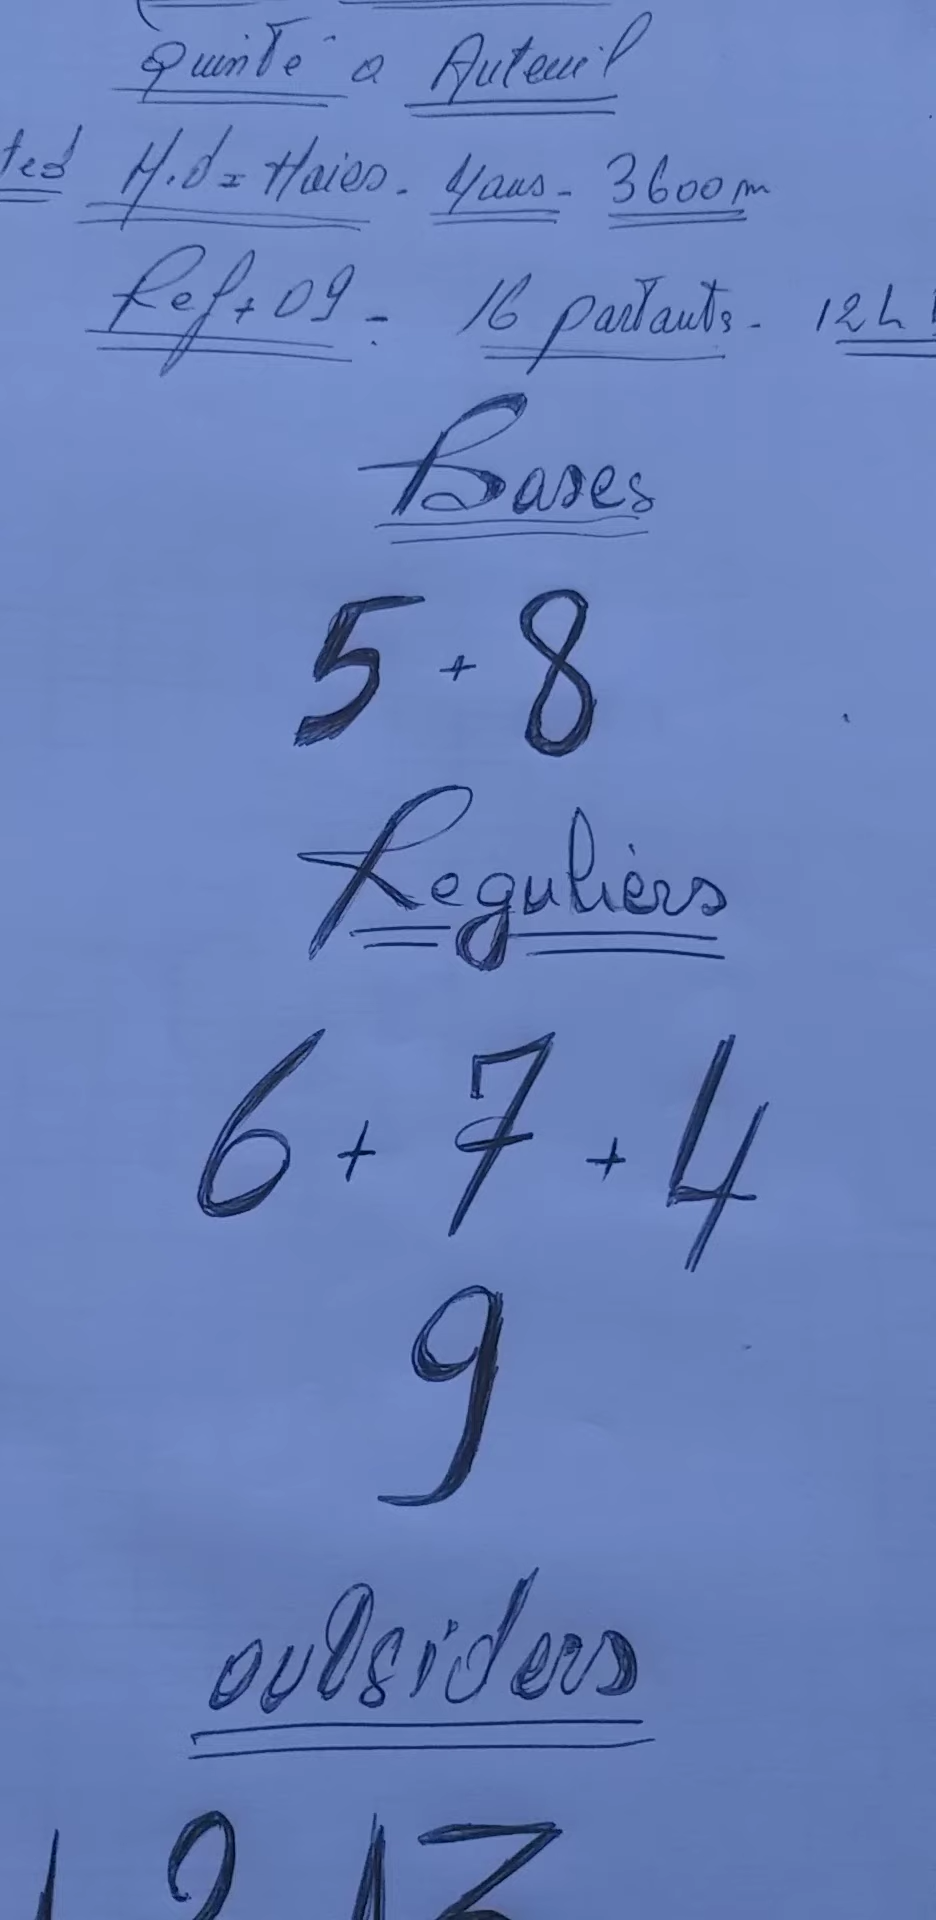 Quinté à Auteuil
H.d = Haies - 4ans - 3600m
Ref + 09 - 16 partants - 12h
Bases
5 + 8
Reguliers
6 + 7 + 4
9
outsiders